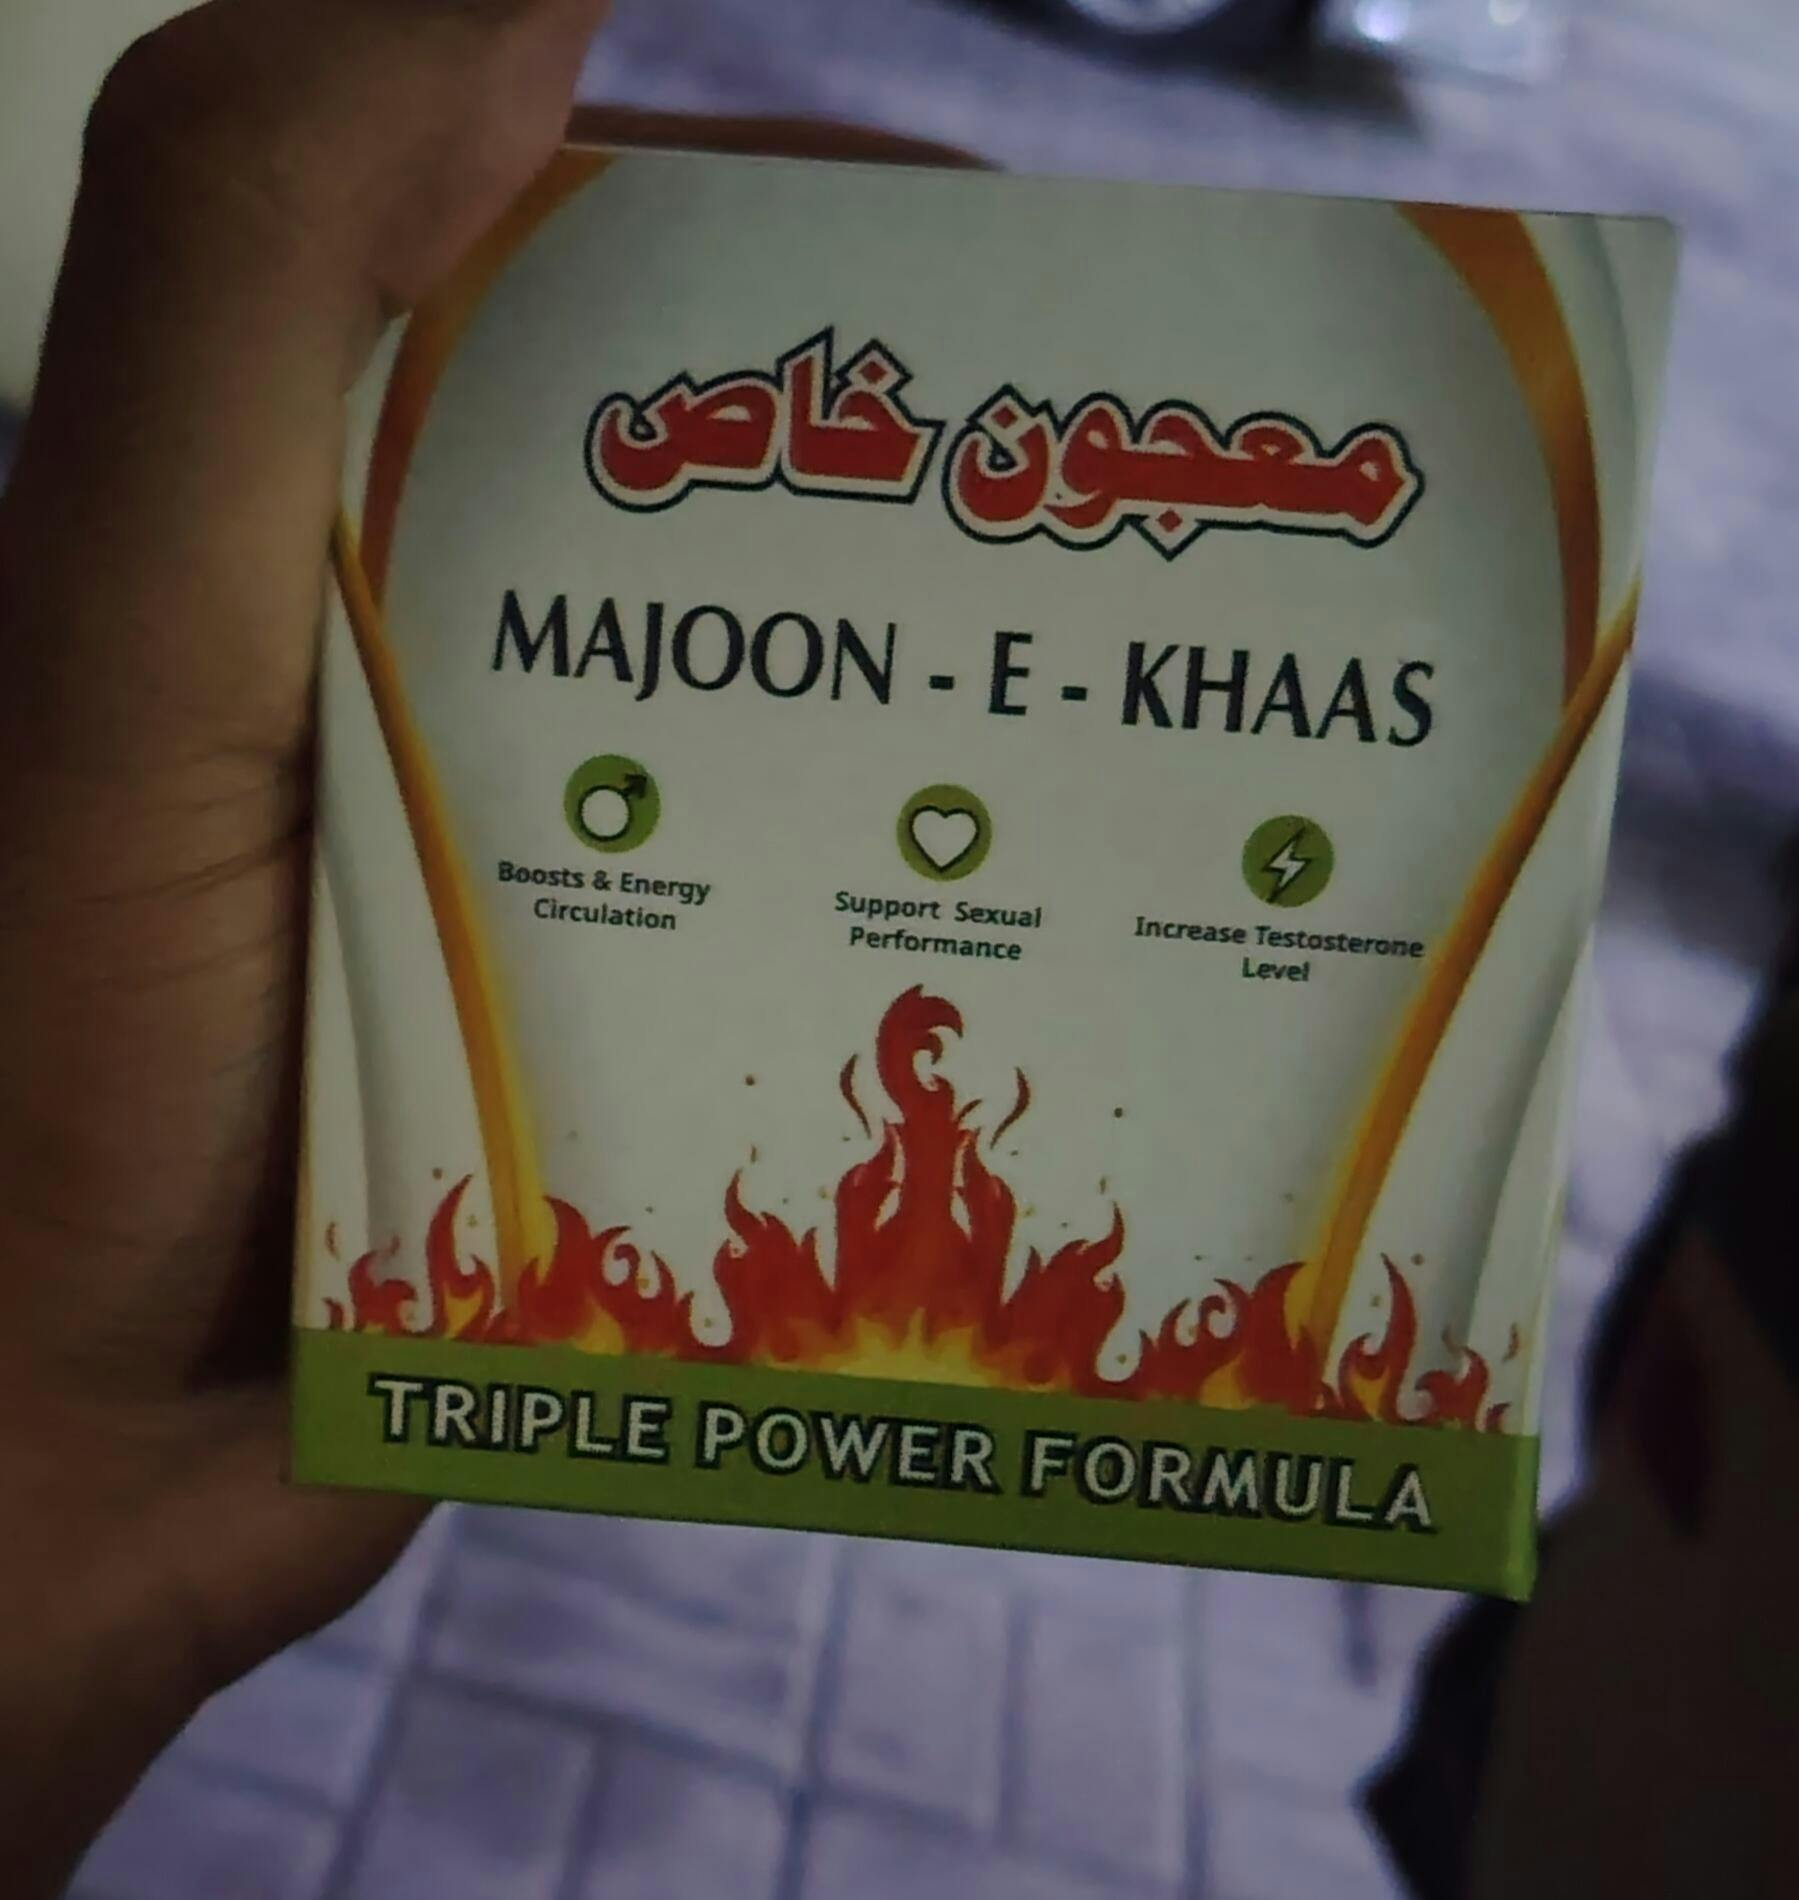 معجون خاص
MAJOON - E - KHAAS
Boosts & Energy
Circulation
Support Sexual
Performance
Increase Testosterone
Level
TRIPLE POWER FORMULA